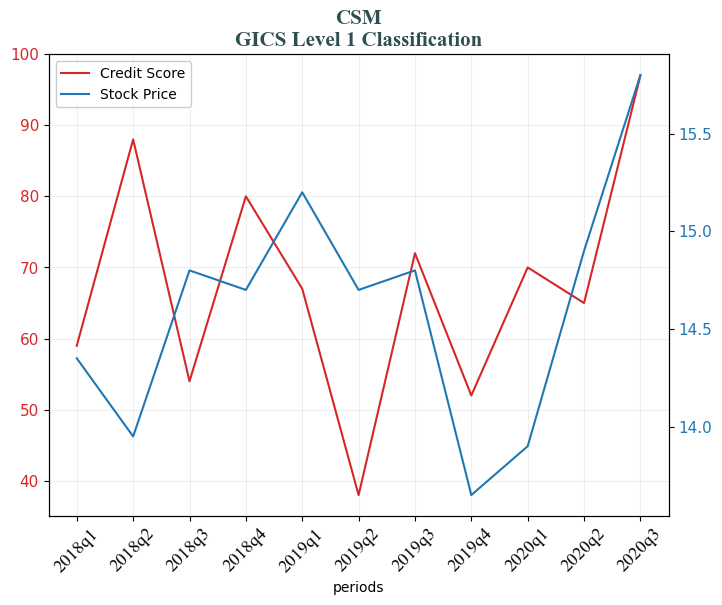 CSM
GICS Level 1 Classification
Credit Score
Stock Price
100
90
80
70
60
50
40
15.5
15.0
14.5
14.0
2018q1
2018q2
2018q3
2018q4
2019q1
2019q2
2019q3
2019q4
2020q1
2020q2
2020q3
periods